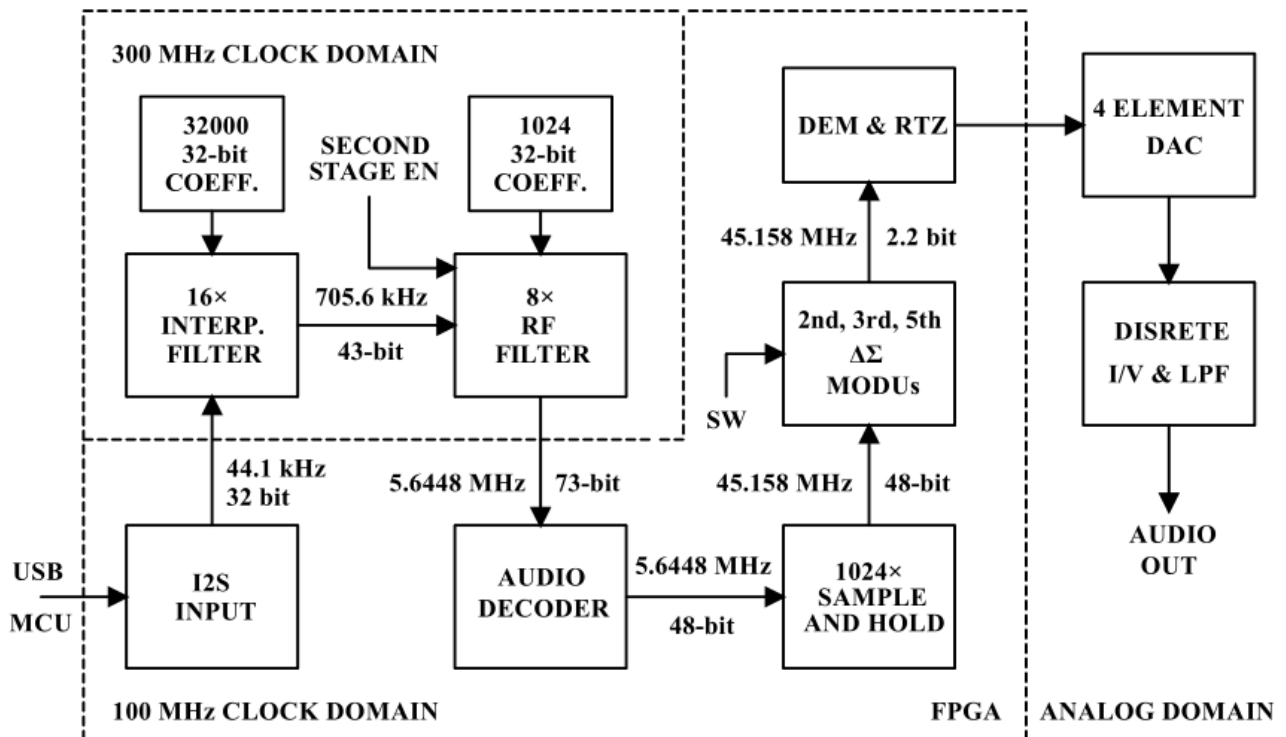 300 MHz CLOCK DOMAIN
32000
32-bit
COEFF.
SECOND
STAGE EN
1024
32-bit
COEFF.
DEM & RTZ
4 ELEMENT
DAC
45.158 MHz
2.2 bit
16×
INTERP.
FILTER
705.6 kHz
43-bit
8×
RF
FILTER
2nd, 3rd, 5th
ΔΣ
MODUs
SW
DISRETE
I/V & LPF
44.1 kHz
32 bit
5.6448 MHz
73-bit
45.158 MHz
48-bit
AUDIO
OUT
USB
MCU
I2S
INPUT
AUDIO
DECODER
5.6448 MHz
48-bit
1024×
SAMPLE
AND HOLD
100 MHz CLOCK DOMAIN
FPGA
ANALOG DOMAIN